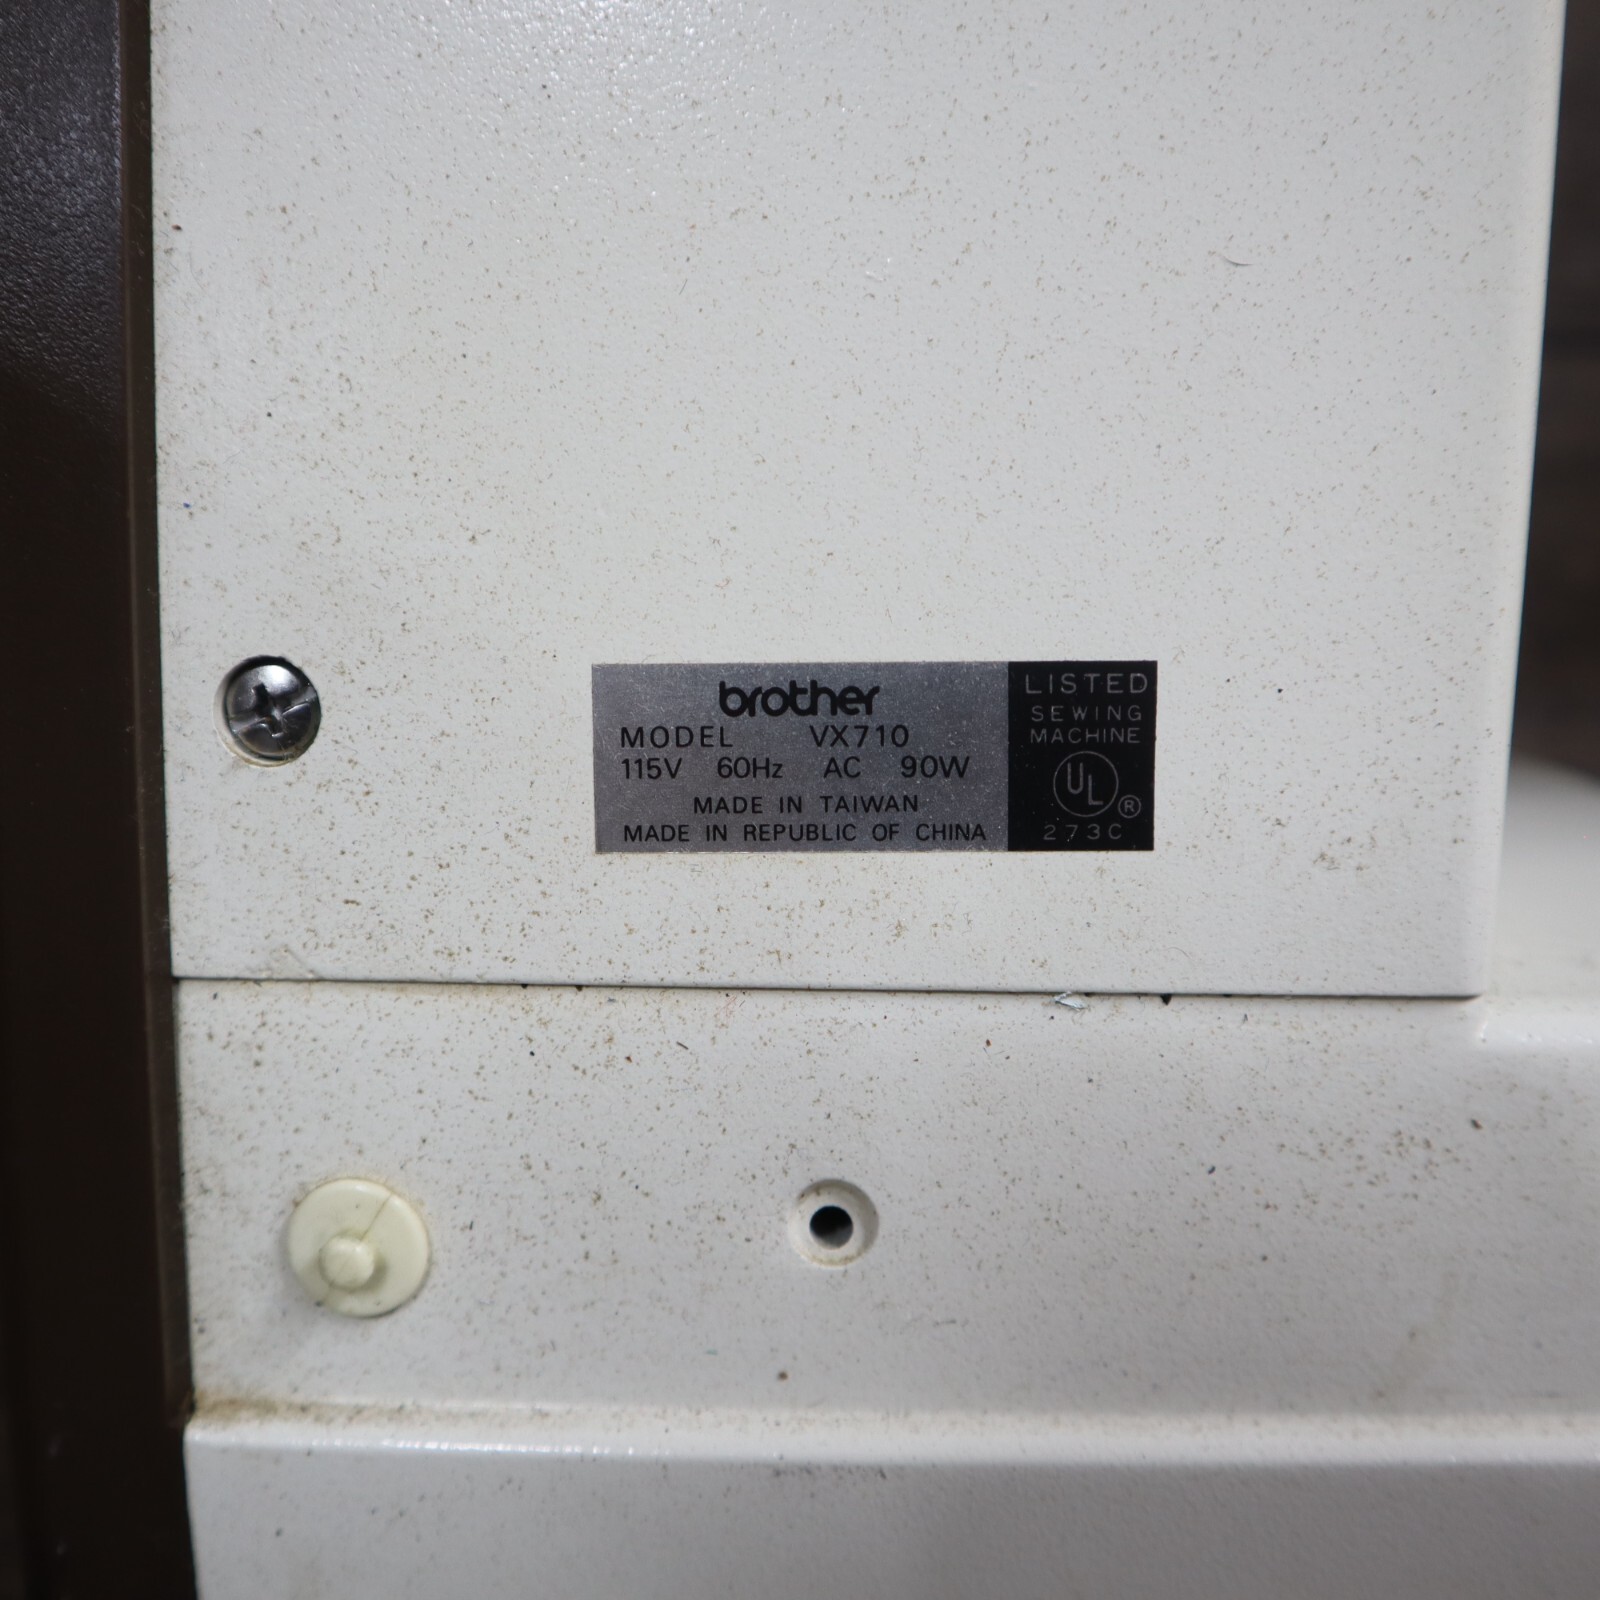 brother
MODEL VX710
115V 60Hz AC 90W
MADE IN TAIWAN
MADE IN REPUBLIC OF CHINA
LISTED
SEWING
MACHINE
UL ®
273C